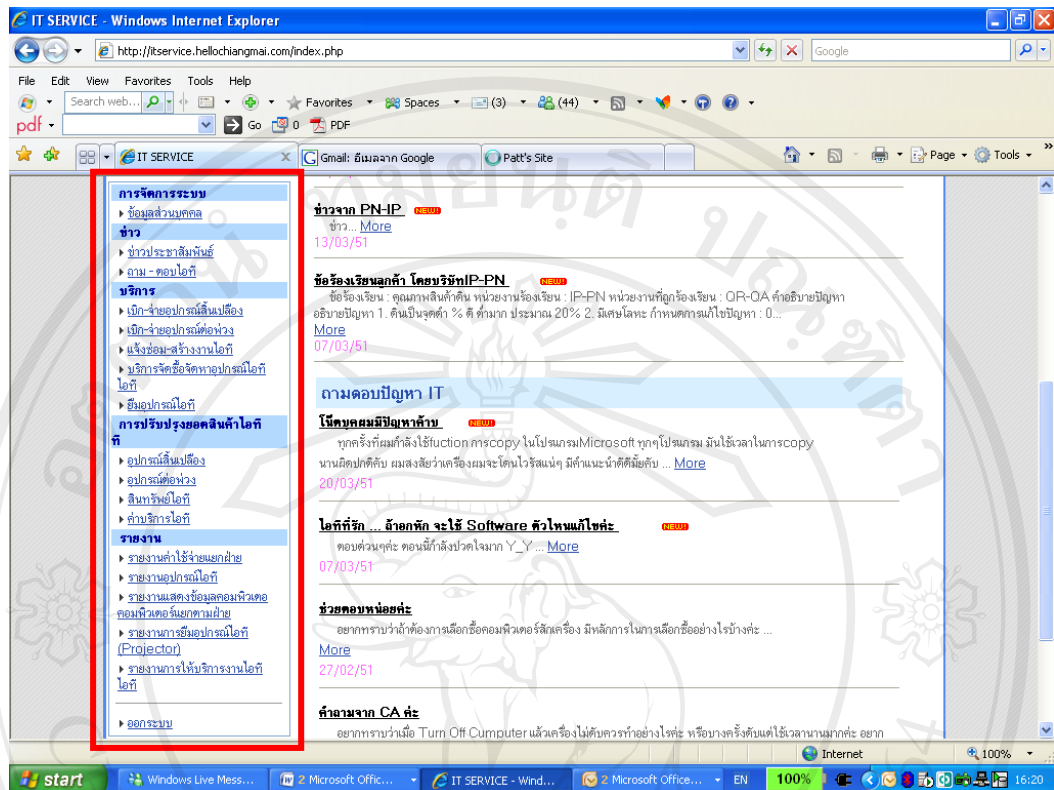 IT SERVICE - Windows Internet Explorer
http://itservice.hellochiangmai.com/index.php
Google
File Edit View Favorites Tools Help
Search web... Favorites Spaces (3) (44)
pdf Go 0 PDF
IT SERVICE Gmail: อีเมลจาก Google Patt's Site Page Tools »
การจัดการระบบ
ข้อมูลส่วนบุคคล
ข่าว
ข่าวประชาสัมพันธ์
ถาม - ตอบไอที
บริการ
เบิก-จ่ายอุปกรณ์สิ้นเปลือง
เบิก-จ่ายอุปกรณ์ต่อพ่วง
แจ้งซ่อม-สร้างงานไอที
บริการจัดซื้อจัดหาอุปกรณ์ไอที
ไอที
ยืมอุปกรณ์ไอที
การปรับปรุงยอดสินค้าไอที
ที
อุปกรณ์สิ้นเปลือง
อุปกรณ์ต่อพ่วง
สินทรัพย์ไอที
ค่าบริการไอที
รายงาน
รายงานค่าใช้จ่ายแยกฝ่าย
รายงานอุปกรณ์ไอที
รายงานแสดงข้อมูลคอมพิวเตอ
คอมพิวเตอร์แยกตามฝ่าย
รายงานการยืมอุปกรณ์ไอที
(Projector)
รายงานการให้บริการงานไอที
ไอที
ออกระบบ
ข่าวจาก PN-IP NEW!
ข่าว... More
13/03/51
ข้อร้องเรียนลูกค้า โดยบริษัทIP-PN NEW!
ข้อร้องเรียน : คุณภาพสินค้าดิน หน่วยงานร้องเรียน : IP-PN หน่วยงานที่ถูกร้องเรียน : QR-QA คำอธิบายปัญหา
อธิบายปัญหา 1. ดินเป็นจุดดำ % ดี ต่ำมาก ประมาณ 20% 2. มีเศษโลหะ กำหนดการแก้ไขปัญหา : 0...
More
07/03/51
ถามตอบปัญหา IT
โน๊ตบุคผมมีปัญหาค้าบ NEW!
ทุกครั้งที่ผมกำลังใช้fuction การcopy ในโปรแกรมMicrosoft ทุกๆโปรแกรม มันใช้เวลาในการcopy
นานผิดปกติคับ ผมสงสัยว่าเครื่องผมจะโดนไวรัสแน่ๆ มีคำแนะนำดีดีมั้ยคับ ... More
20/03/51
ไอทีที่รัก ... ถ้าอกหัก จะใช้ Software ตัวไหนแก้ไขค่ะ NEW!
ตอบด่วนๆค่ะ ตอนนี้กำลังปวดใจมาก Y_Y ... More
07/03/51
ช่วยตอบหน่อยค่ะ
อยากทราบว่าถ้าต้องการเลือกซื้อคอมพิวเตอร์สักเครื่อง มีหลักการในการเลือกซื้ออย่างไรบ้างค่ะ ...
More
27/02/51
คำถามจาก CA ค่ะ
อยากทราบว่าเมื่อ Turn Off Cumputer แล้วเครื่องไม่ดับควรทำอย่างไรค่ะ หรือบางครั้งดับแต่ใช้เวลานานมากค่ะ อยาก
Internet 100%
start Windows Live Mess... 2 Microsoft Offic... IT SERVICE - Wind... 2 Microsoft Office... EN 100% 16:20